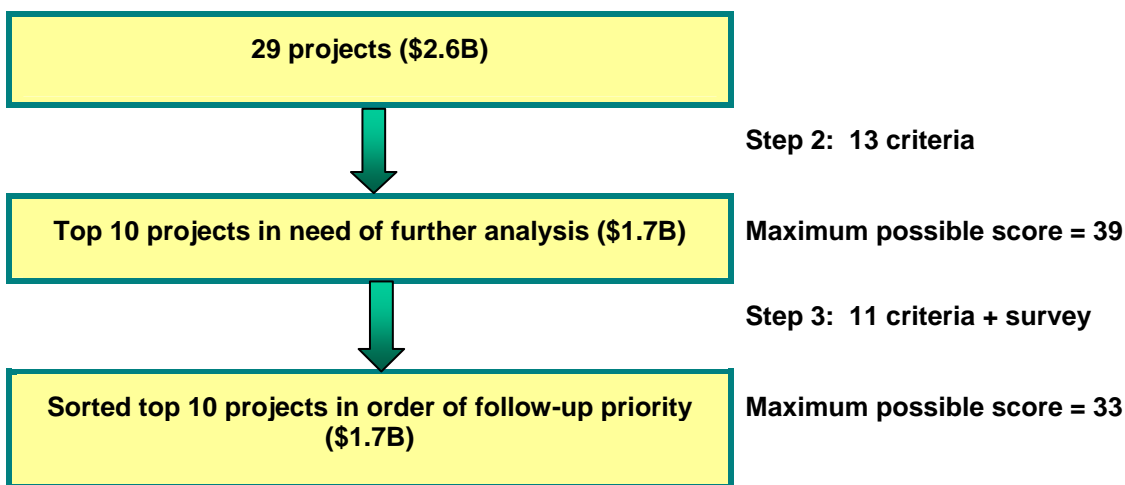 29 projects ($2.6B)
Step 2: 13 criteria
Top 10 projects in need of further analysis ($1.7B)
Maximum possible score = 39
Step 3: 11 criteria + survey
Sorted top 10 projects in order of follow-up priority
($1.7B)
Maximum possible score = 33